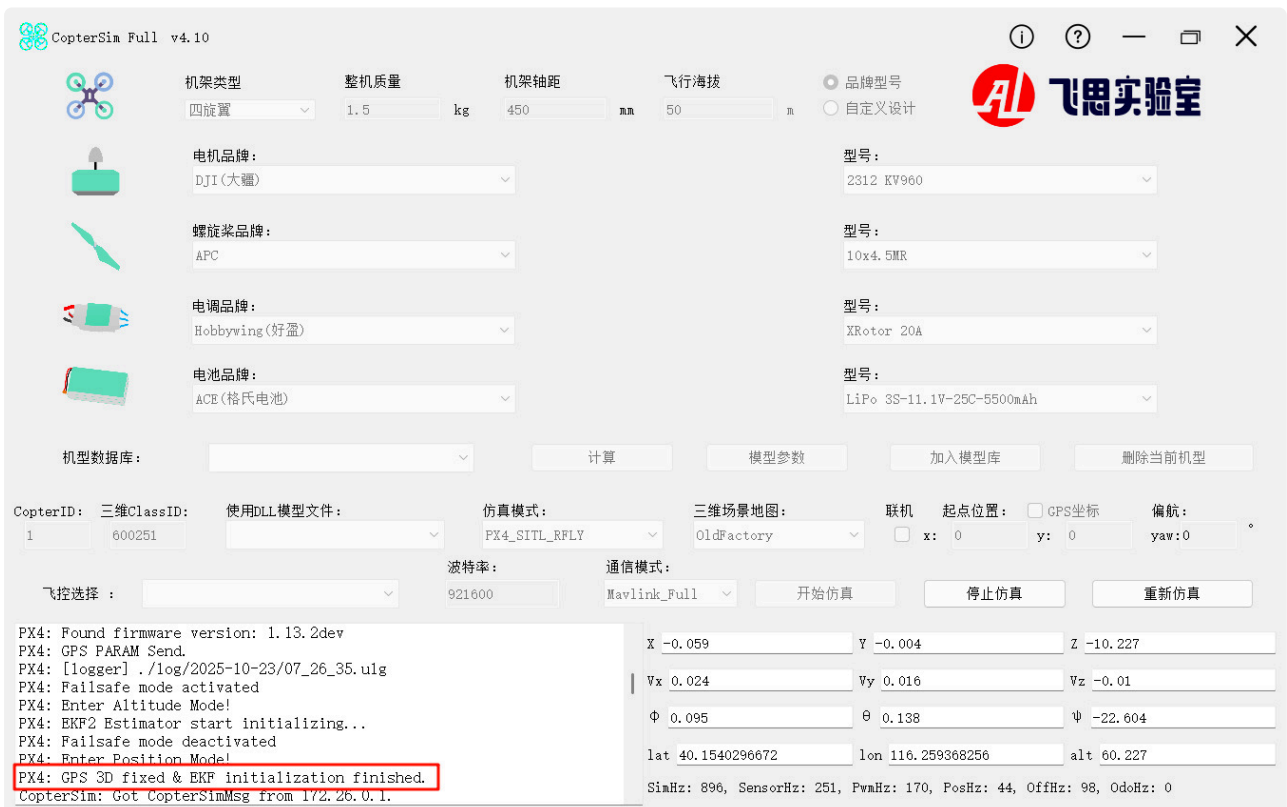 CopterSim Full v4.10
机架类型 整机质量 机架轴距 飞行海拔 品牌型号
四旋翼 1.5 kg 450 mm 50 m 自定义设计
AI 飞思实验室
电机品牌: 型号:
DJI(大疆) 2312 KV960
螺旋桨品牌: 型号:
APC 10x4.5MR
电调品牌: 型号:
Hobbywing(好盈) XRotor 20A
电池品牌: 型号:
ACE(格氏电池) LiPo 3S-11.1V-25C-5500mAh
机型数据库: 计算 模型参数 加入模型库 删除当前机型
CopterID: 三维ClassID: 使用DLL模型文件: 仿真模式: 三维场景地图: 联机 起点位置: GPS坐标 偏航:
1 600251 PX4_SITL_RFLY OldFactory x: 0 y: 0 yaw:0 °
波特率: 通信模式:
飞控选择 : 921600 Mavlink_Full 开始仿真 停止仿真 重新仿真
PX4: Found firmware version: 1.13.2dev
PX4: GPS PARAM Send.
PX4: [logger] ./log/2025-10-23/07_26_35.ulg
PX4: Failsafe mode activated
PX4: Enter Altitude Mode!
PX4: EKF2 Estimator start initializing...
PX4: Failsafe mode deactivated
PX4: Enter Position Mode!
PX4: GPS 3D fixed & EKF initialization finished.
CopterSim: Got CopterSimMsg from 172.26.0.1.
X -0.059 Y -0.004 Z -10.227
Vx 0.024 Vy 0.016 Vz -0.01
Φ 0.095 θ 0.138 ψ -22.604
lat 40.1540296672 lon 116.259368256 alt 60.227
SimHz: 896, SensorHz: 251, PwmHz: 170, PosHz: 44, OffHz: 98, OdoHz: 0